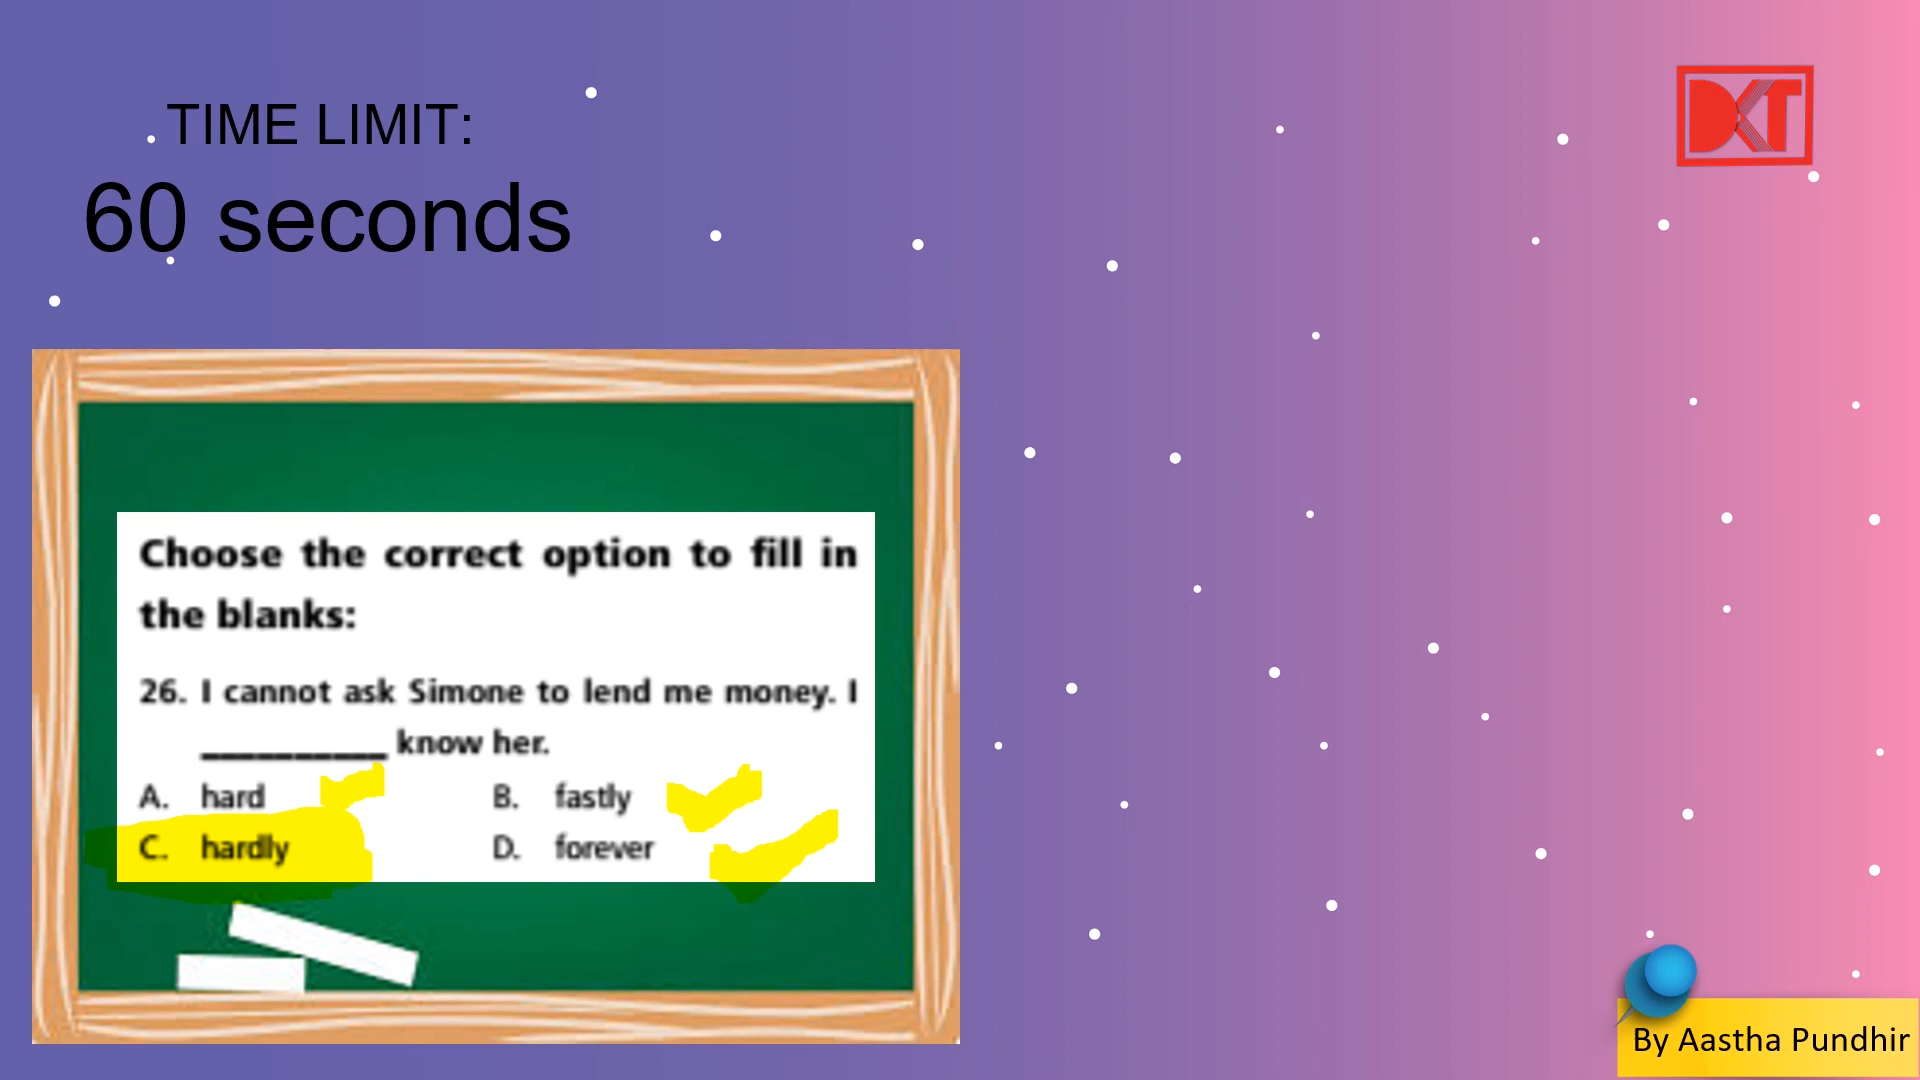 TIME LIMIT:
60 seconds
DKT
Choose the correct option to fill in
the blanks:
26. I cannot ask Simone to lend me money. I
__________ know her.
A. hard B. fastly
C. hardly D. forever
By Aastha Pundhir